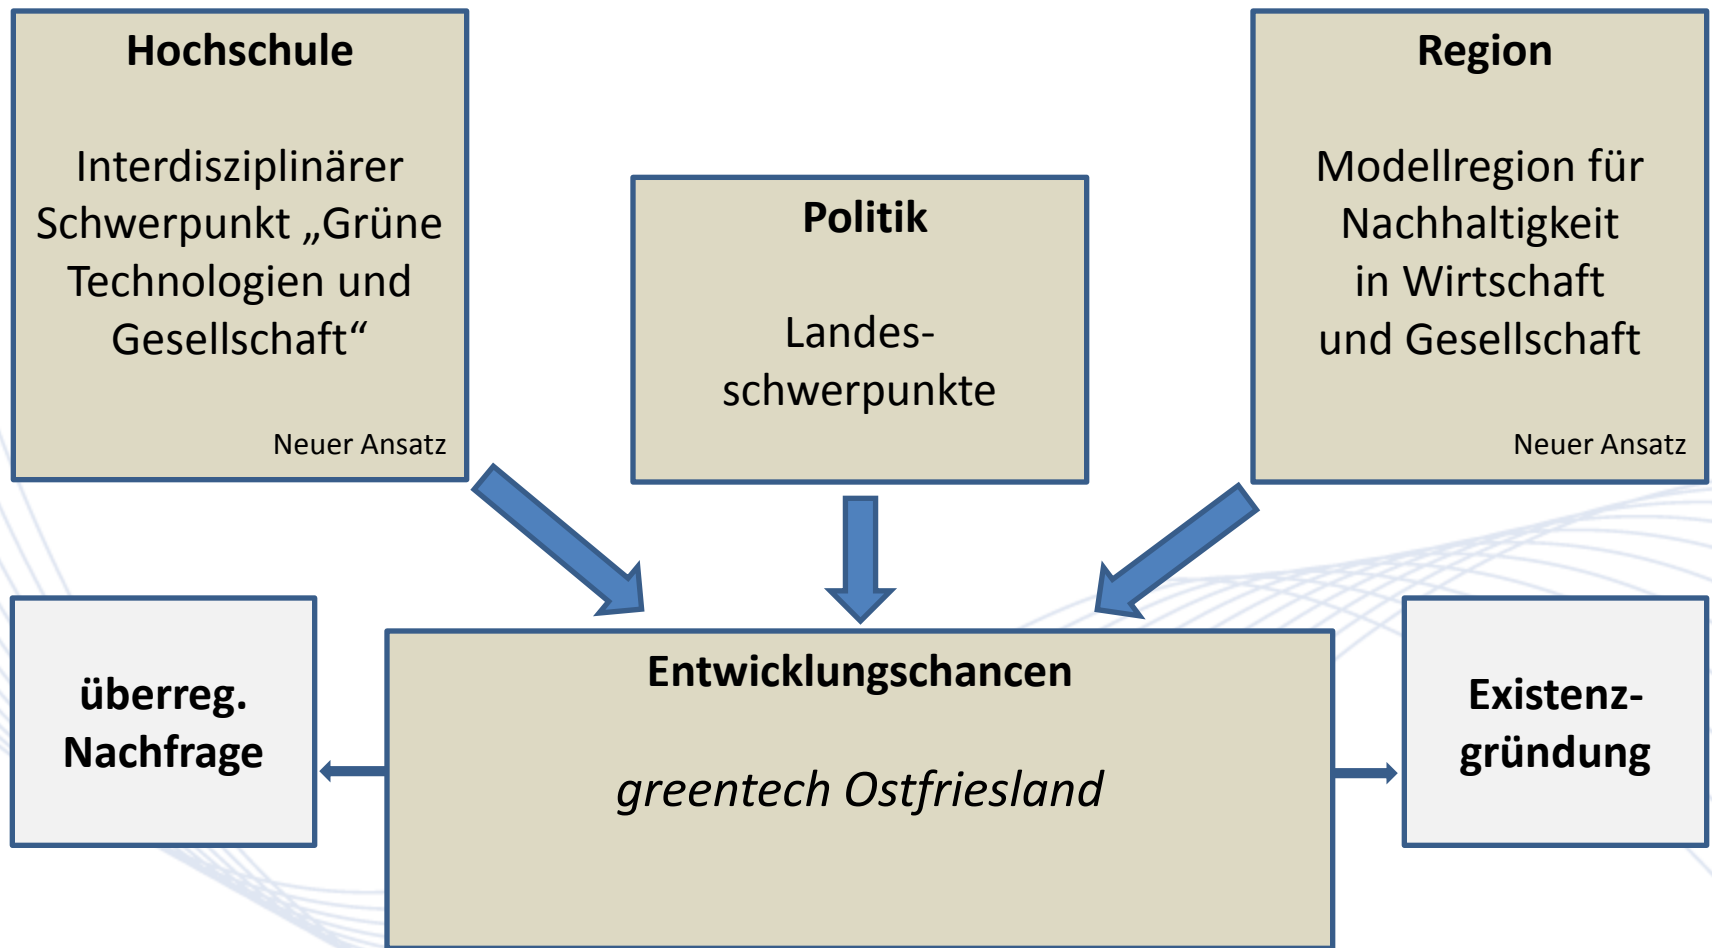 Hochschule
Interdisziplinärer
Schwerpunkt „Grüne
Technologien und
Gesellschaft“
Neuer Ansatz
Politik
Landes-
schwerpunkte
Region
Modellregion für
Nachhaltigkeit
in Wirtschaft
und Gesellschaft
Neuer Ansatz
überreg.
Nachfrage
Entwicklungschancen
greentech Ostfriesland
Existenz-
gründung